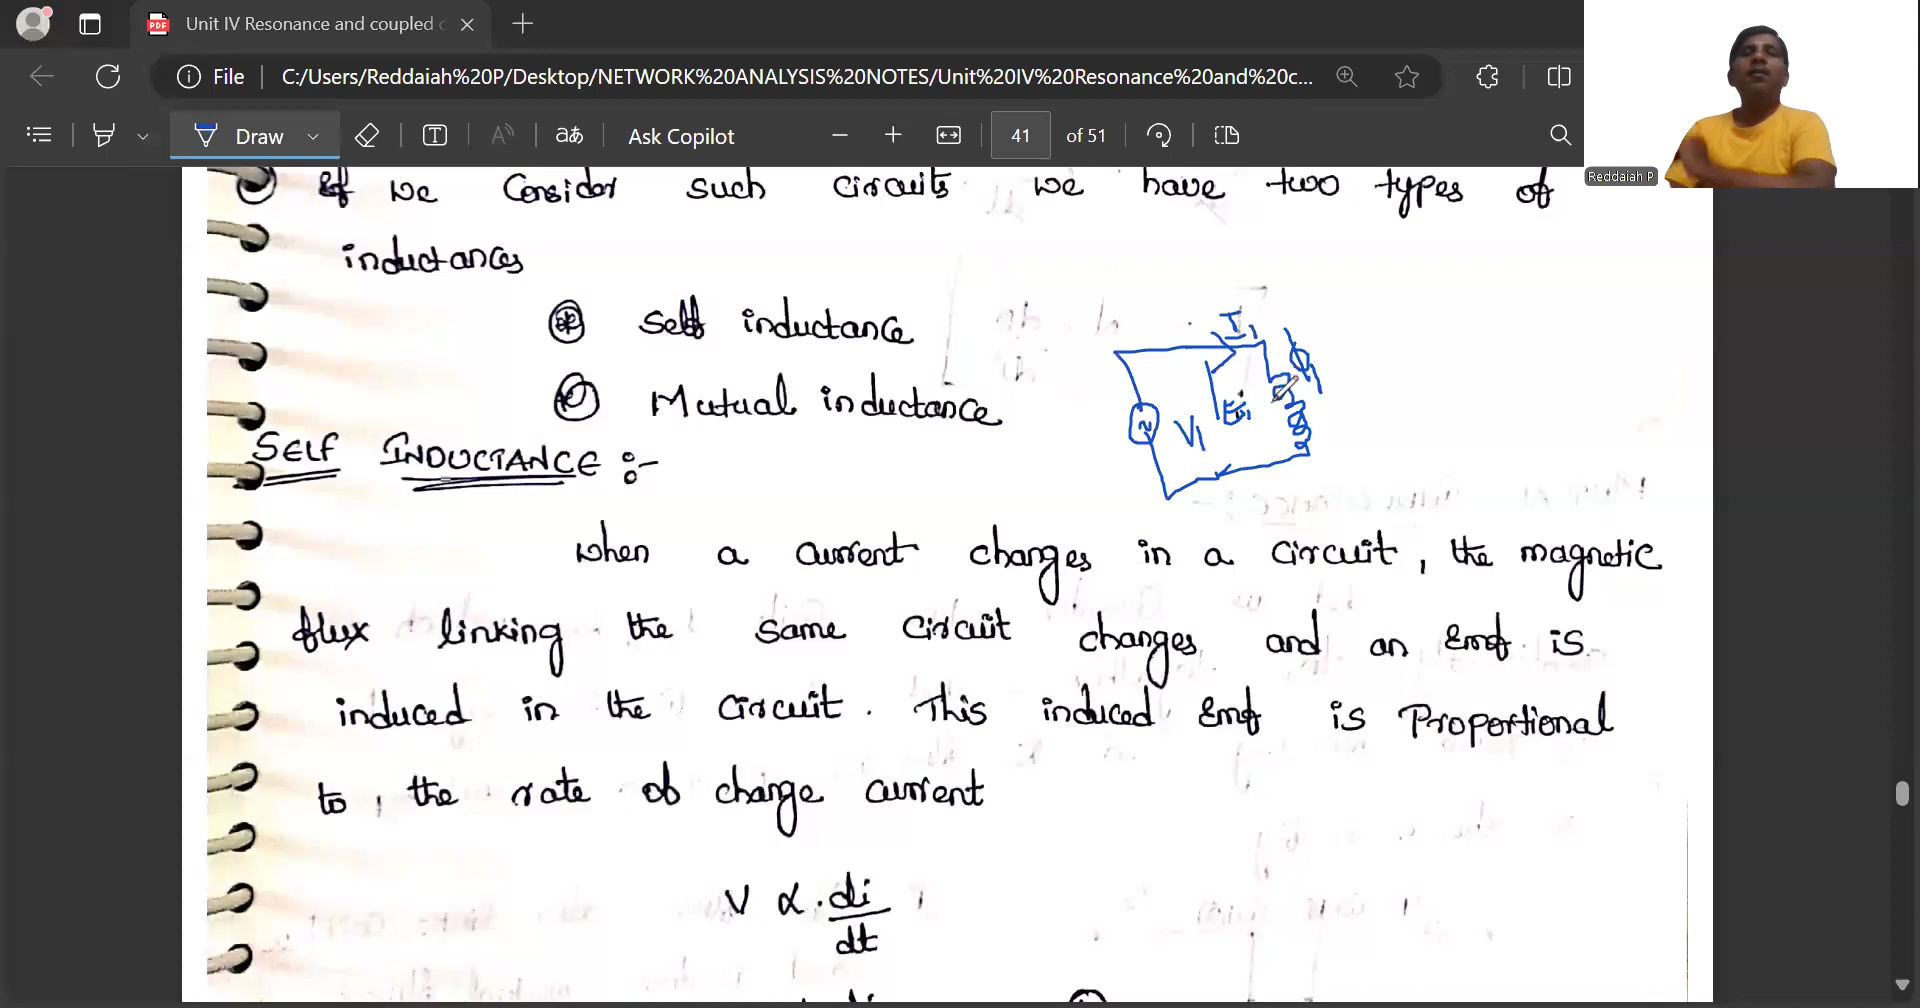 Unit IV Resonance and coupled c
File
C:/Users/Reddaiah%20P/Desktop/NETWORK%20ANALYSIS%20NOTES/Unit%20IV%20Resonance%20and%20c...
Draw
Ask Copilot
41 of 51
Reddaiah P
If we Consider such Circuits we have two types of
inductances
Self inductance
Mutual inductance
I1
ϕ1
E1
V1
SELF INDUCTANCE :-
when a current changes in a circuit, the magnetic
flux linking the same circuit changes and an Emf is
induced in the circuit. This induced Emf is Proportional
to, the rate of change current
V α. di
dt